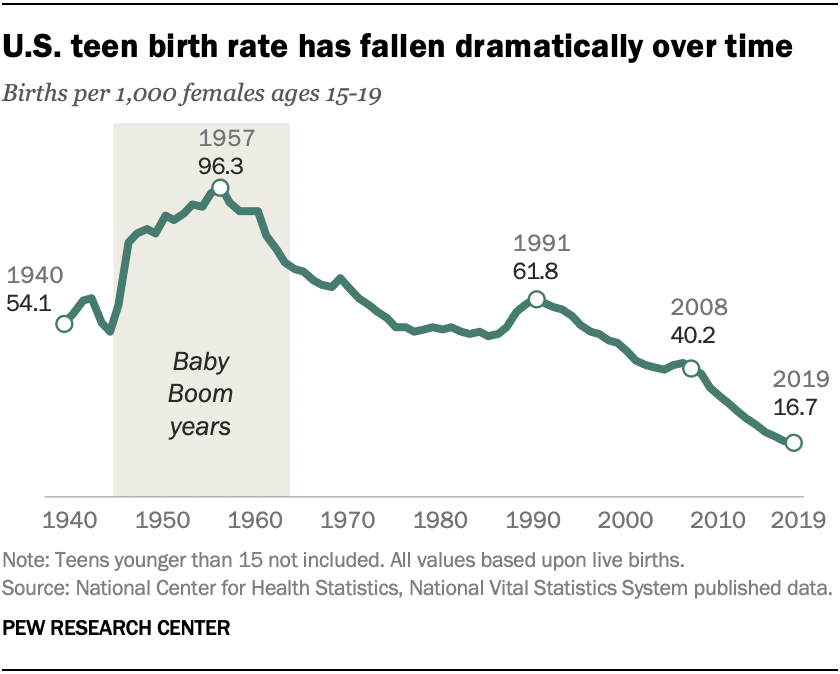 U.S. teen birth rate has fallen dramatically over time
Births per 1,000 females ages 15-19
1957
96.3
1991
61.8
1940
54.1
2008
40.2
2019
16.7
Baby
Boom
years
1940 1950 1960 1970 1980 1990 2000 2010 2019
Note: Teens younger than 15 not included. All values based upon live births.
Source: National Center for Health Statistics, National Vital Statistics System published data.
PEW RESEARCH CENTER